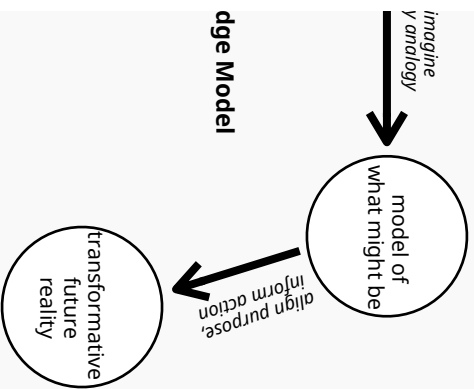 imagine
y analogy
dge Model
model of
what might be
align purpose,
inform action
transformative
future
reality